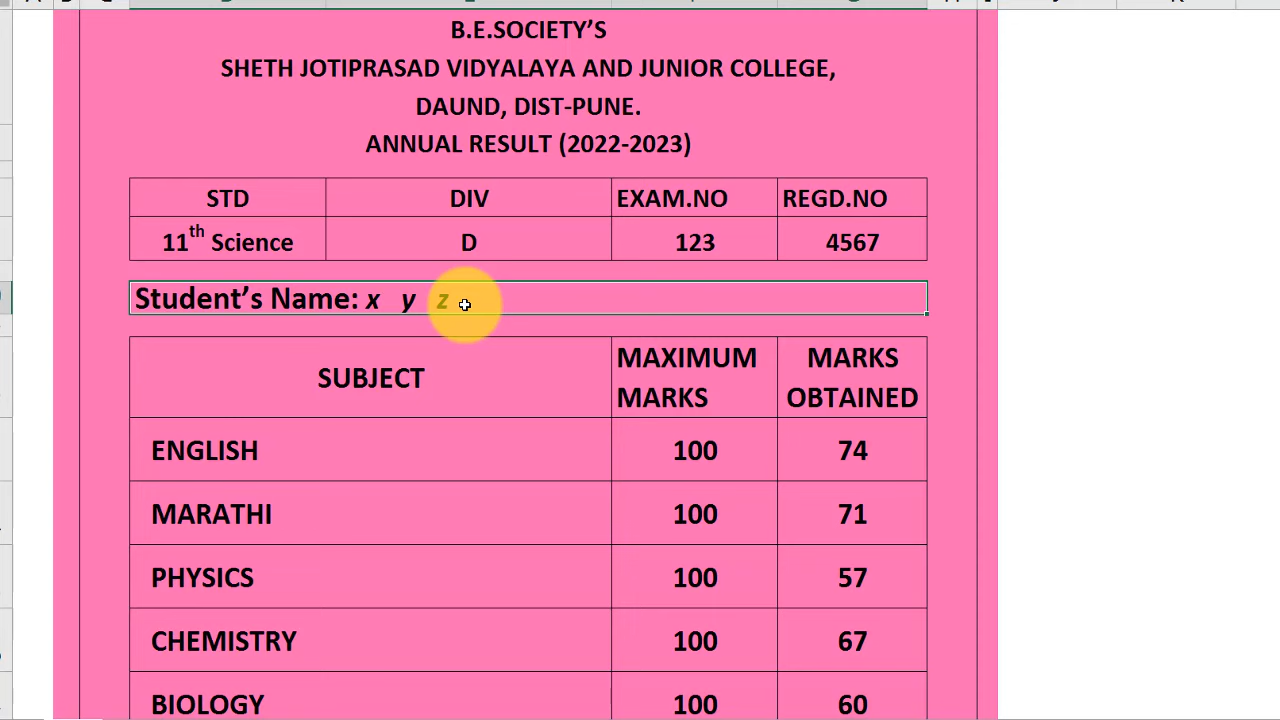 B.E.SOCIETY’S
SHETH JOTIPRASAD VIDYALAYA AND JUNIOR COLLEGE,
DAUND, DIST-PUNE.
ANNUAL RESULT (2022-2023)
STD DIV EXAM.NO REGD.NO
11th Science D 123 4567
Student’s Name: x y z
SUBJECT MAXIMUM MARKS MARKS OBTAINED
ENGLISH 100 74
MARATHI 100 71
PHYSICS 100 57
CHEMISTRY 100 67
BIOLOGY 100 60